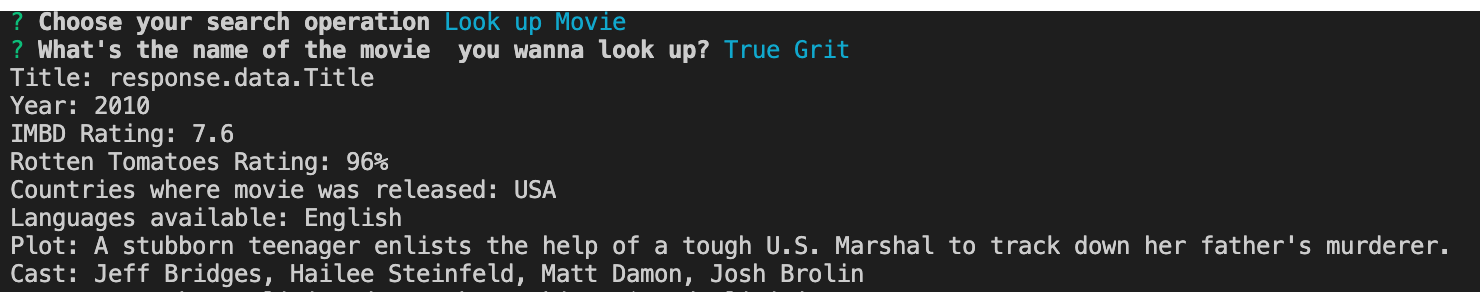 ? Choose your search operation Look up Movie
? What's the name of the movie  you wanna look up? True Grit
Title: response.data.Title
Year: 2010
IMBD Rating: 7.6
Rotten Tomatoes Rating: 96%
Countries where movie was released: USA
Languages available: English
Plot: A stubborn teenager enlists the help of a tough U.S. Marshal to track down her father's murderer.
Cast: Jeff Bridges, Hailee Steinfeld, Matt Damon, Josh Brolin